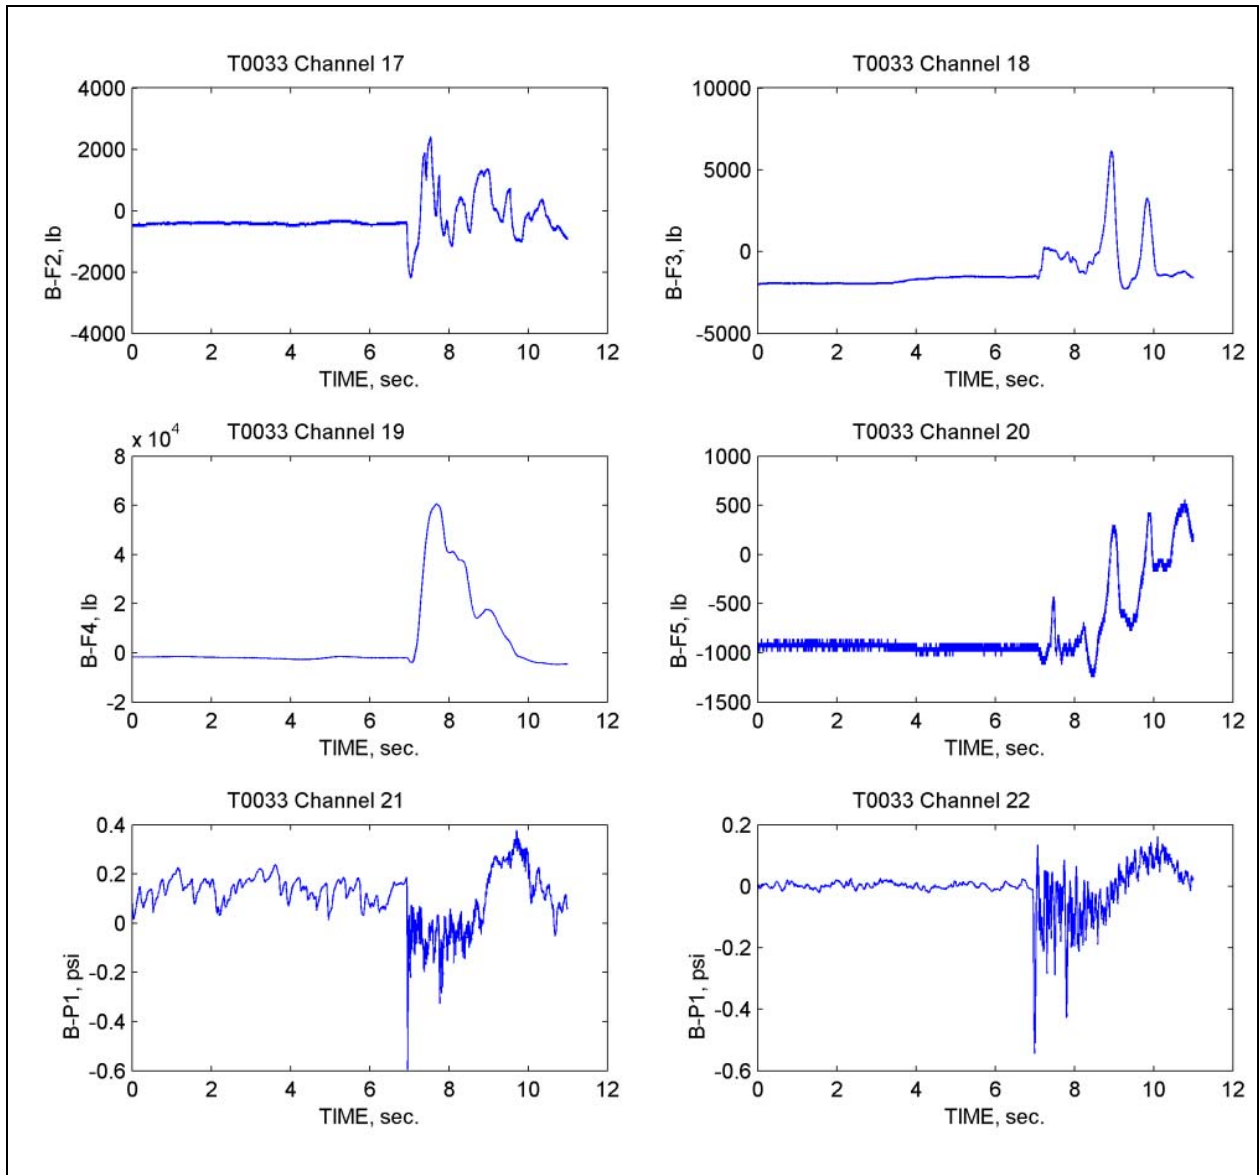 T0033 Channel 17
4000
2000
0
-2000
-4000
B-F2, lb
0 2 4 6 8 10 12
TIME, sec.
T0033 Channel 18
10000
5000
0
-5000
B-F3, lb
0 2 4 6 8 10 12
TIME, sec.
x 10^4
T0033 Channel 19
8
6
4
2
0
-2
B-F4, lb
0 2 4 6 8 10 12
TIME, sec.
T0033 Channel 20
1000
500
0
-500
-1000
-1500
B-F5, lb
0 2 4 6 8 10 12
TIME, sec.
T0033 Channel 21
0.4
0.2
0
-0.2
-0.4
-0.6
B-P1, psi
0 2 4 6 8 10 12
TIME, sec.
T0033 Channel 22
0.2
0
-0.2
-0.4
-0.6
B-P1, psi
0 2 4 6 8 10 12
TIME, sec.